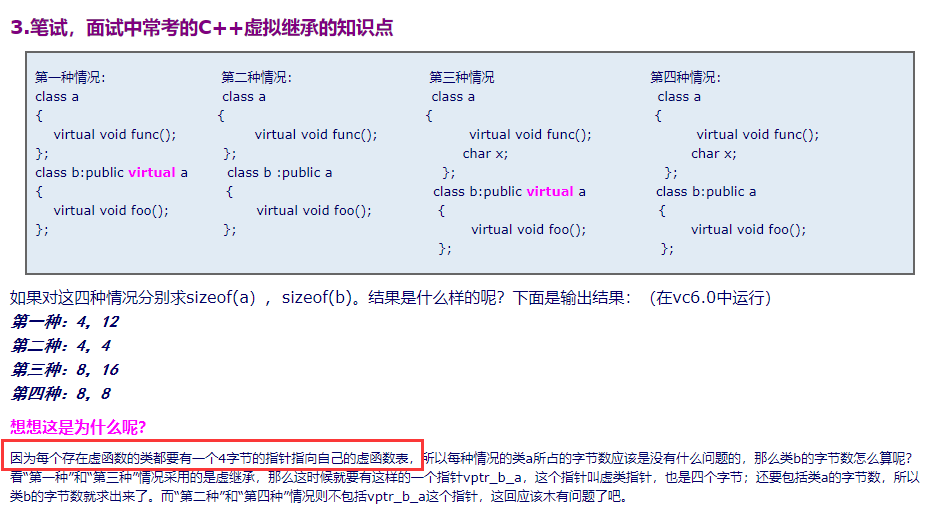 3.笔试，面试中常考的C++虚拟继承的知识点
第一种情况: 第二种情况: 第三种情况 第四种情况:
class a class a class a class a
{ { { {
virtual void func(); virtual void func(); virtual void func(); virtual void func();
}; }; char x; char x;
class b:public virtual a class b :public a }; };
{ { class b:public virtual a class b:public a
virtual void foo(); virtual void foo(); { {
}; }; virtual void foo(); virtual void foo();
}; };
如果对这四种情况分别求sizeof(a) ，sizeof(b)。结果是什么样的呢？下面是输出结果：（在vc6.0中运行）
第一种：4，12
第二种：4，4
第三种：8，16
第四种：8，8
想想这是为什么呢？
因为每个存在虚函数的类都要有一个4字节的指针指向自己的虚函数表，所以每种情况的类a所占的字节数应该是没有什么问题的，那么类b的字节数怎么算呢？
看“第一种”和“第三种”情况采用的是虚继承，那么这时候就要有这样的一个指针vptr_b_a，这个指针叫虚类指针，也是四个字节；还要包括类a的字节数，所以
类b的字节数就求出来了。而“第二种”和“第四种”情况则不包括vptr_b_a这个指针，这回应该木有问题了吧。